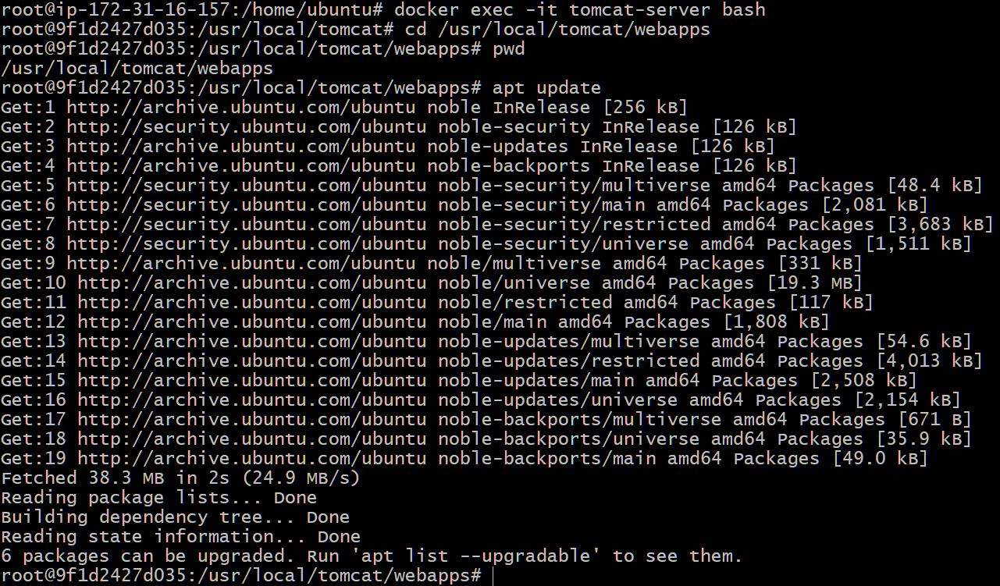 root@ip-172-31-16-157:/home/ubuntu# docker exec -it tomcat-server bash
root@9f1d2427d035:/usr/local/tomcat# cd /usr/local/tomcat/webapps
root@9f1d2427d035:/usr/local/tomcat/webapps# pwd
/usr/local/tomcat/webapps
root@9f1d2427d035:/usr/local/tomcat/webapps# apt update
Get:1 http://archive.ubuntu.com/ubuntu noble InRelease [256 kB]
Get:2 http://security.ubuntu.com/ubuntu noble-security InRelease [126 kB]
Get:3 http://archive.ubuntu.com/ubuntu noble-updates InRelease [126 kB]
Get:4 http://archive.ubuntu.com/ubuntu noble-backports InRelease [126 kB]
Get:5 http://security.ubuntu.com/ubuntu noble-security/multiverse amd64 Packages [48.4 kB]
Get:6 http://security.ubuntu.com/ubuntu noble-security/main amd64 Packages [2,081 kB]
Get:7 http://security.ubuntu.com/ubuntu noble-security/restricted amd64 Packages [3,683 kB]
Get:8 http://security.ubuntu.com/ubuntu noble-security/universe amd64 Packages [1,511 kB]
Get:9 http://archive.ubuntu.com/ubuntu noble/multiverse amd64 Packages [331 kB]
Get:10 http://archive.ubuntu.com/ubuntu noble/universe amd64 Packages [19.3 MB]
Get:11 http://archive.ubuntu.com/ubuntu noble/restricted amd64 Packages [117 kB]
Get:12 http://archive.ubuntu.com/ubuntu noble/main amd64 Packages [1,808 kB]
Get:13 http://archive.ubuntu.com/ubuntu noble-updates/multiverse amd64 Packages [54.6 kB]
Get:14 http://archive.ubuntu.com/ubuntu noble-updates/restricted amd64 Packages [4,013 kB]
Get:15 http://archive.ubuntu.com/ubuntu noble-updates/main amd64 Packages [2,508 kB]
Get:16 http://archive.ubuntu.com/ubuntu noble-updates/universe amd64 Packages [2,154 kB]
Get:17 http://archive.ubuntu.com/ubuntu noble-backports/multiverse amd64 Packages [671 B]
Get:18 http://archive.ubuntu.com/ubuntu noble-backports/universe amd64 Packages [35.9 kB]
Get:19 http://archive.ubuntu.com/ubuntu noble-backports/main amd64 Packages [49.0 kB]
Fetched 38.3 MB in 2s (24.9 MB/s)
Reading package lists... Done
Building dependency tree... Done
Reading state information... Done
6 packages can be upgraded. Run 'apt list --upgradable' to see them.
root@9f1d2427d035:/usr/local/tomcat/webapps#